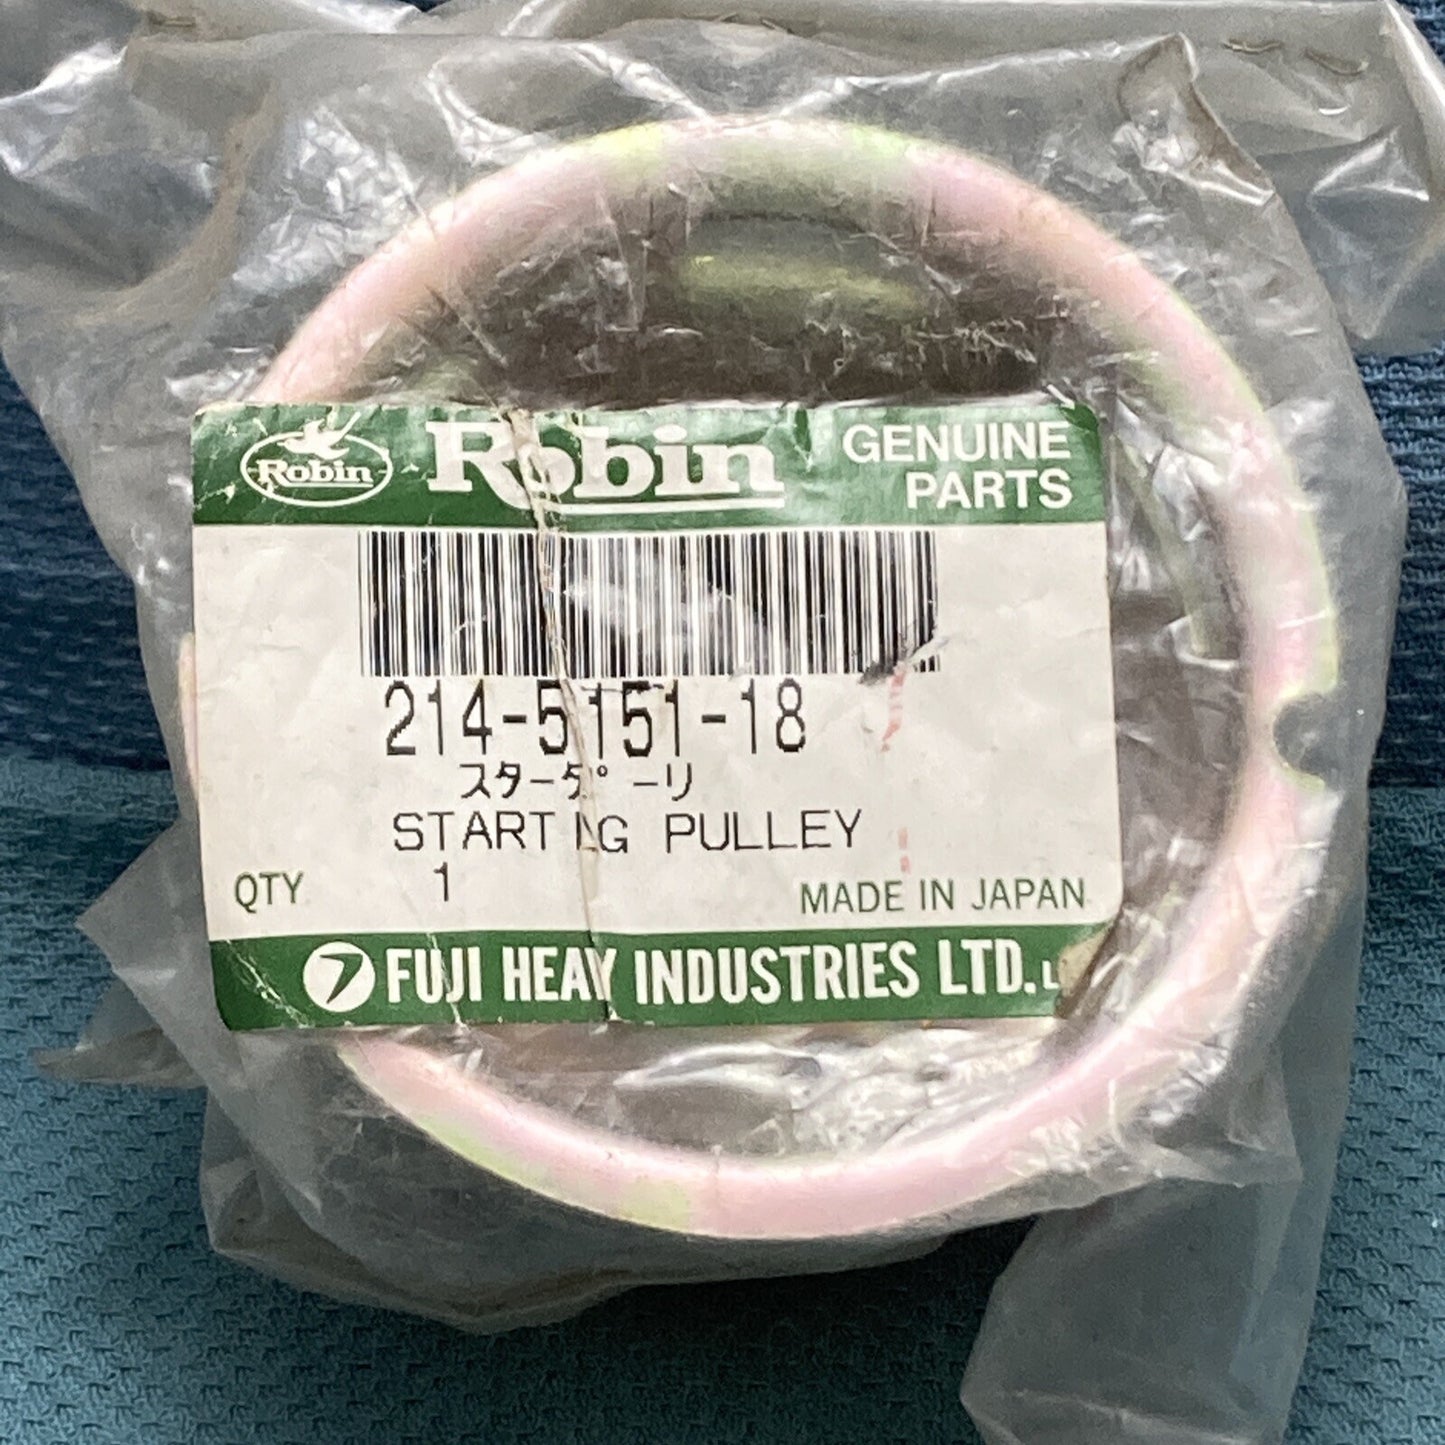 Robin
Robin
GENUINE
PARTS
214-5151-18
スターター プーリ
STARTING PULLEY
QTY 1
MADE IN JAPAN
FUJI HEAVY INDUSTRIES LTD.